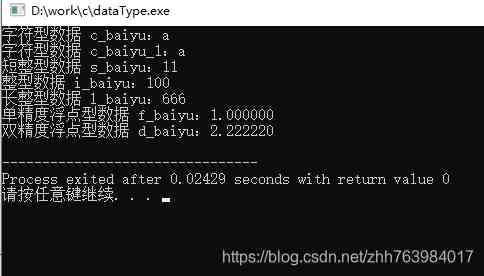 D:\work\c\dataType.exe
字符型数据 c_baiyu：a
字符型数据 c_baiyu_1：a
短整型数据 s_baiyu：11
整型数据 i_baiyu：100
长整型数据 l_baiyu：666
单精度浮点型数据 f_baiyu：1.000000
双精度浮点型数据 d_baiyu：2.222220
--------------------------------
Process exited after 0.02429 seconds with return value 0
请按任意键继续. . .
https://blog.csdn.net/zhh763984017